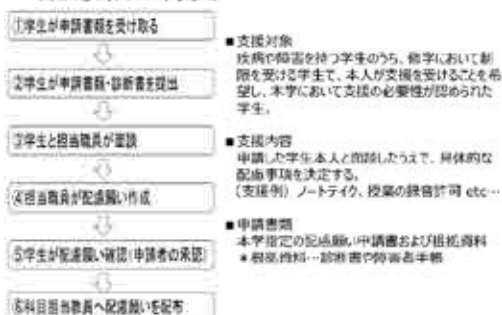 ①学生が申請書類を受け取る
②学生が申請書類・診断書を提出
③学生と担当職員が面談
④担当職員が配慮願い作成
⑤学生が配慮願い確認(申請者の承認)
⑥科目担当教員へ配慮願いを配布
■支援対象
疾病や障害を持つ学生のうち、修学において制
限を受ける学生で、本人が支援を受けることを希
望し、本学において支援の必要性が認められた
学生。
■支援内容
申請した学生本人と面談したうえで、具体的な
配慮事項を決定する。
(支援例) ノートテイク、授業の録音許可 etc…
■申請書類
本学指定の配慮願い申請書および根拠資料
*根拠資料…診断書や障害者手帳